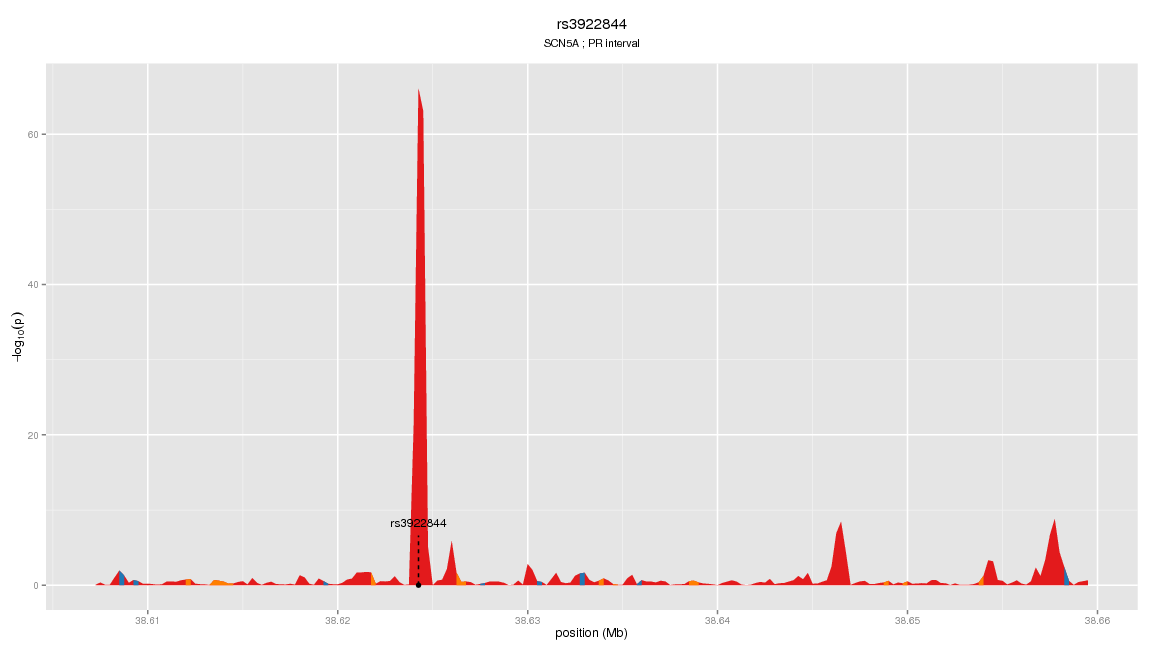 rs3922844
SCN5A ; PR interval
60
40
20
0
−log10(p)
rs3922844
38.61 38.62 38.63 38.64 38.65 38.66
position (Mb)